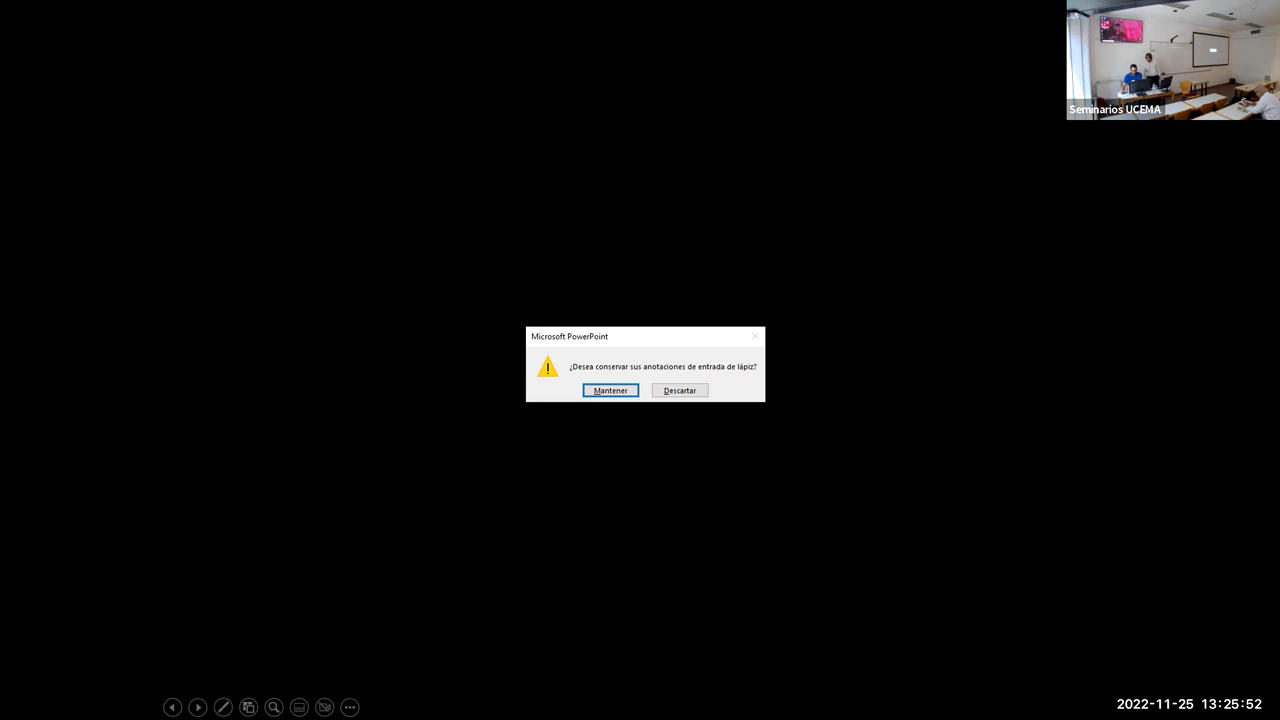 Seminarios UCEMA
Microsoft PowerPoint
¿Desea conservar sus anotaciones de entrada de lápiz?
Mantener
Descartar
2022-11-25 13:25:52